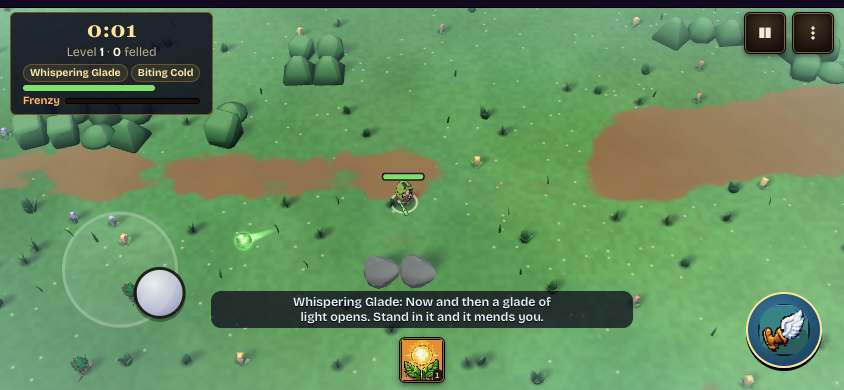 0:01
Level 1 · 0 felled
Whispering Glade Biting Cold
Frenzy
Whispering Glade: Now and then a glade of
light opens. Stand in it and it mends you.
1